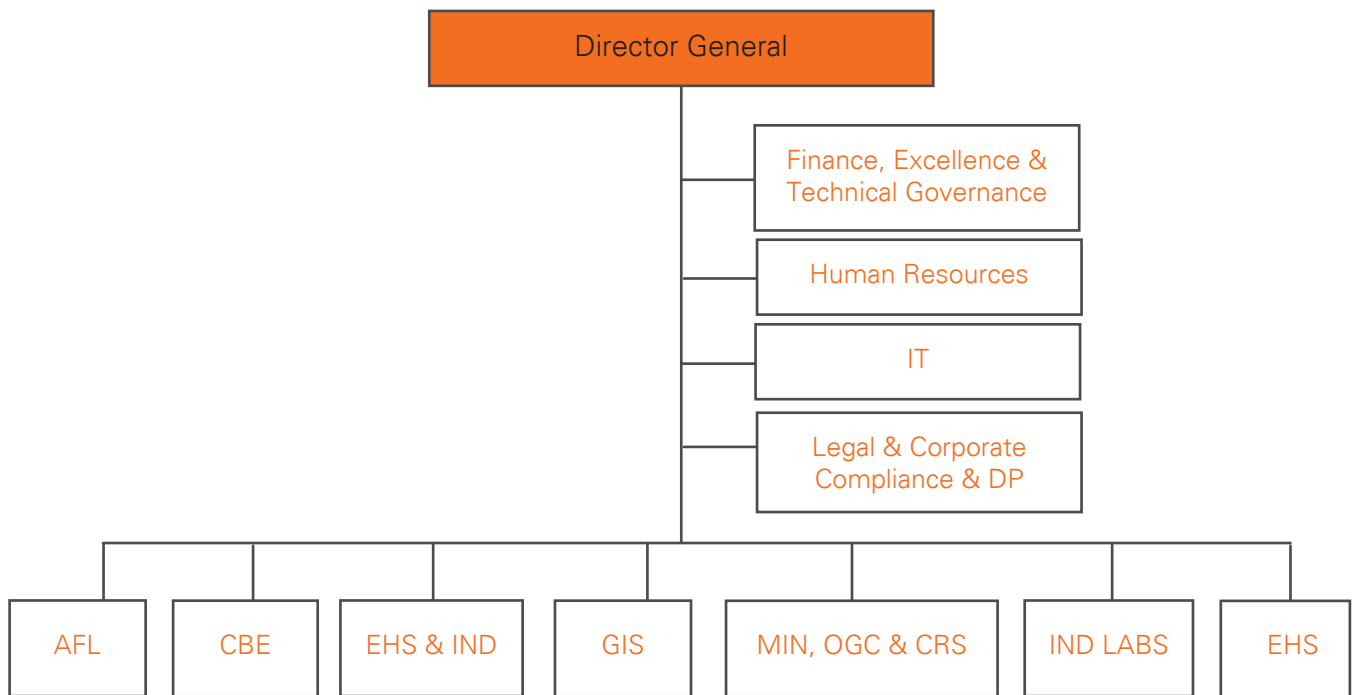 Director General
Finance, Excellence &
Technical Governance
Human Resources
IT
Legal & Corporate
Compliance & DP
AFL
CBE
EHS & IND
GIS
MIN, OGC & CRS
IND LABS
EHS